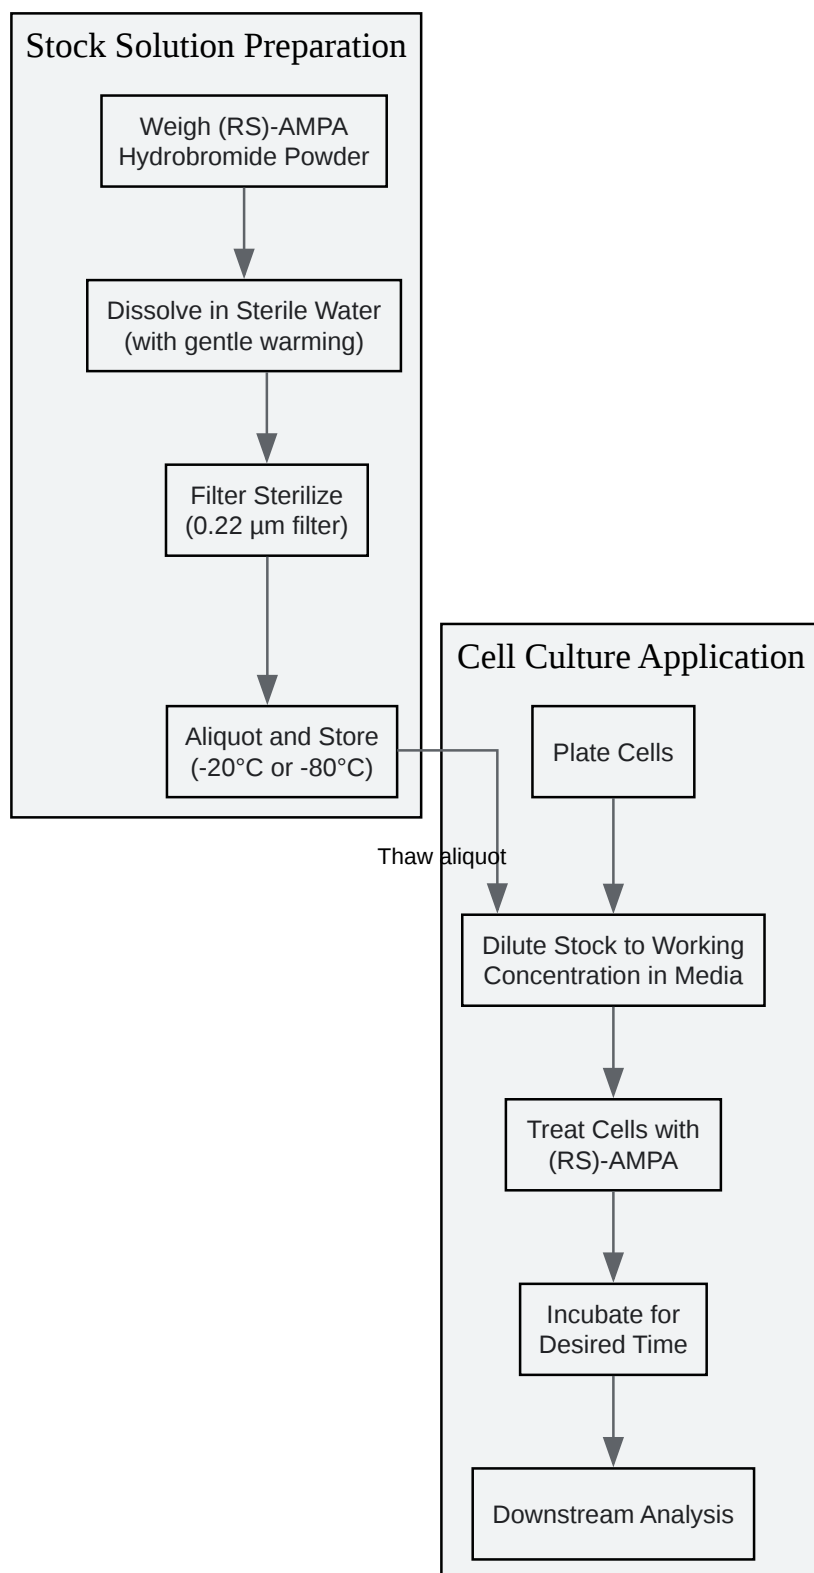 Stock Solution Preparation
Weigh (RS)-AMPA
Hydrobromide Powder
Dissolve in Sterile Water
(with gentle warming)
Filter Sterilize
(0.22 µm filter)
Aliquot and Store
(-20°C or -80°C)
Thaw aliquot
Cell Culture Application
Plate Cells
Dilute Stock to Working
Concentration in Media
Treat Cells with
(RS)-AMPA
Incubate for
Desired Time
Downstream Analysis